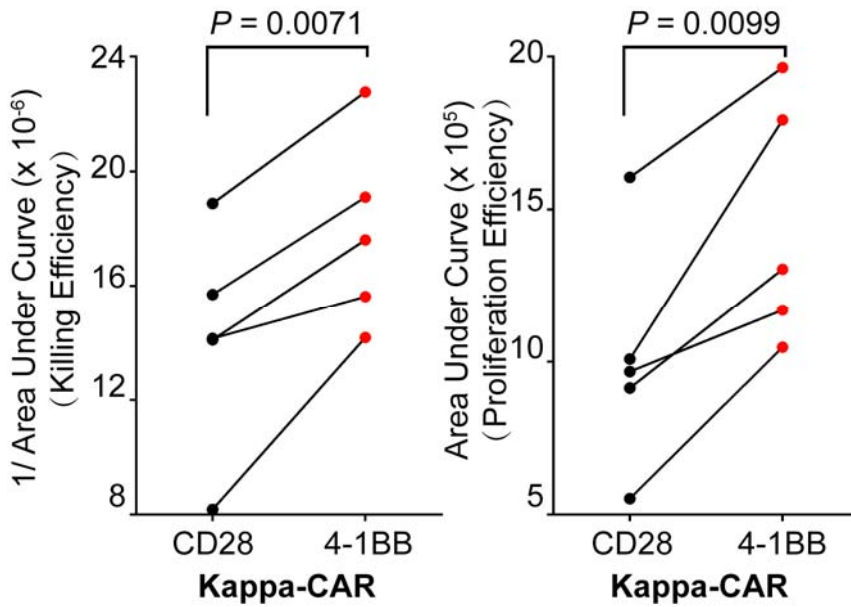 P = 0.0071
1/ Area Under Curve (x 10⁻⁶)
(Killing Efficiency)
24
20
16
12
8
CD28 4-1BB
Kappa-CAR
P = 0.0099
Area Under Curve (x 10⁵)
(Proliferation Efficiency)
20
15
10
5
CD28 4-1BB
Kappa-CAR